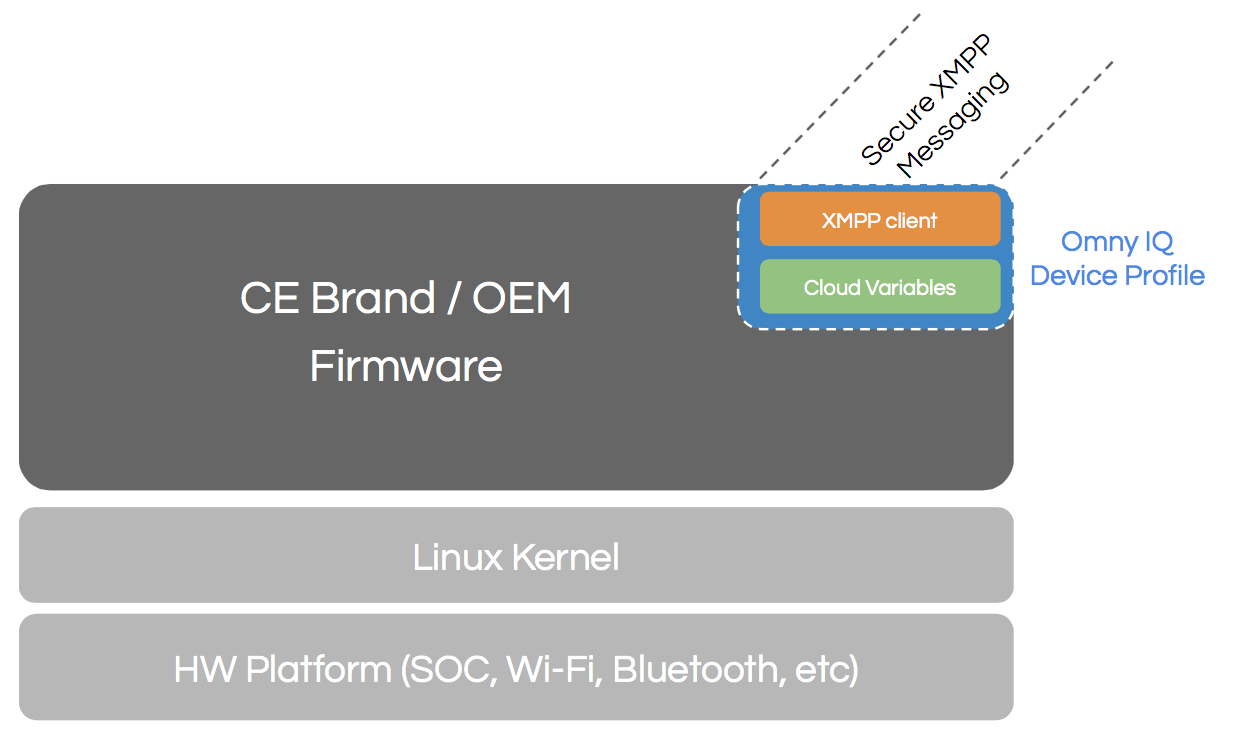 Secure XMPP
Messaging
XMPP client
Cloud Variables
Omny IQ
Device Profile
CE Brand / OEM
Firmware
Linux Kernel
HW Platform (SOC, Wi-Fi, Bluetooth, etc)